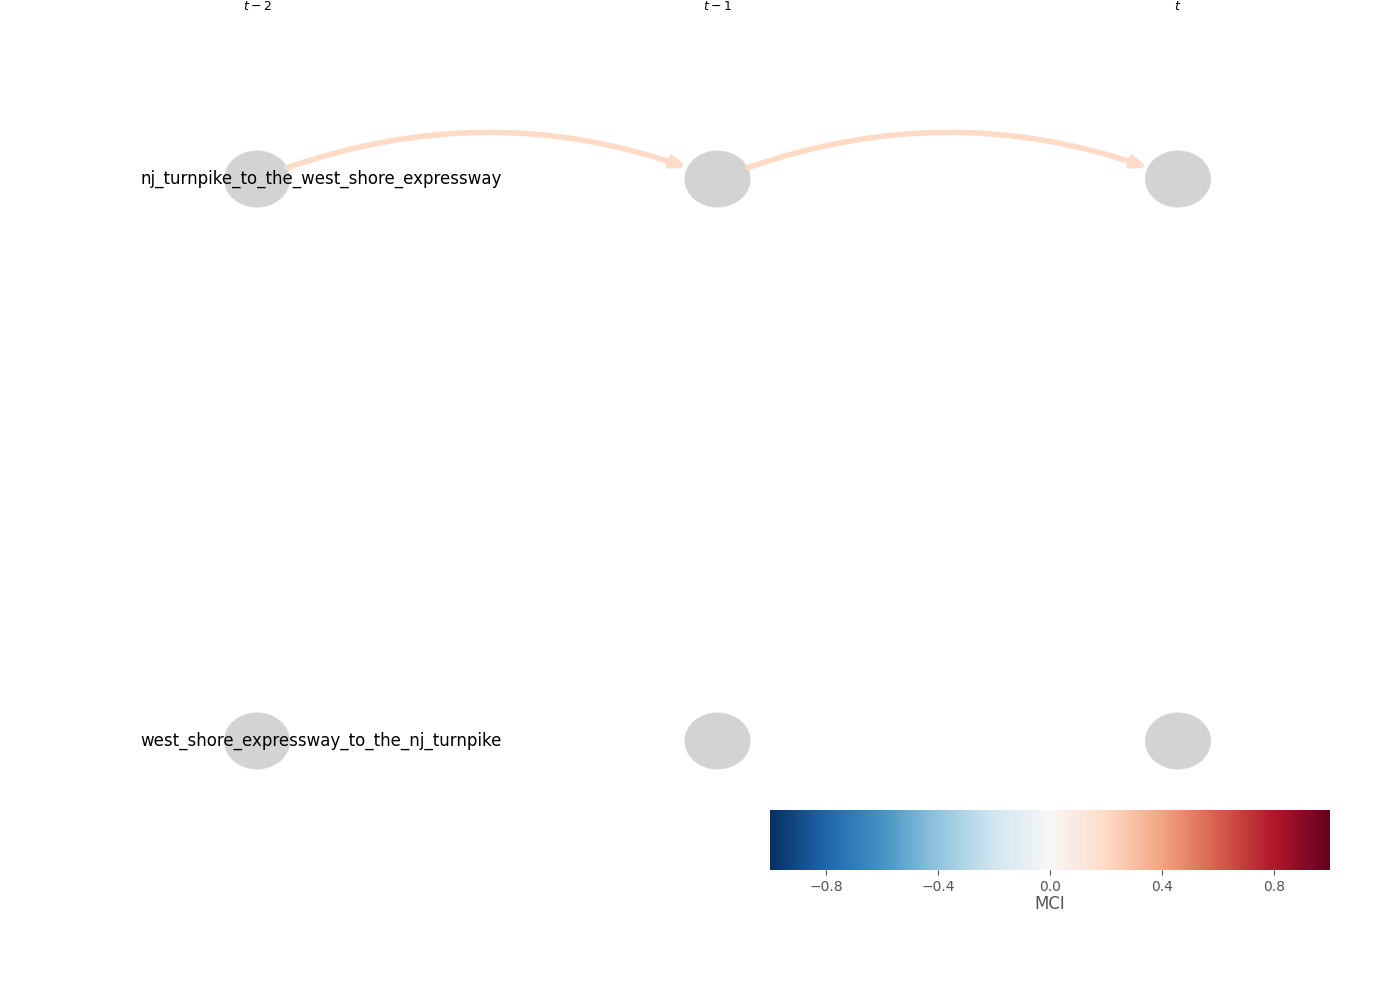 t − 2
t − 1
t
nj_turnpike_to_the_west_shore_expressway
west_shore_expressway_to_the_nj_turnpike
−0.8
−0.4
0.0
0.4
0.8
MCI